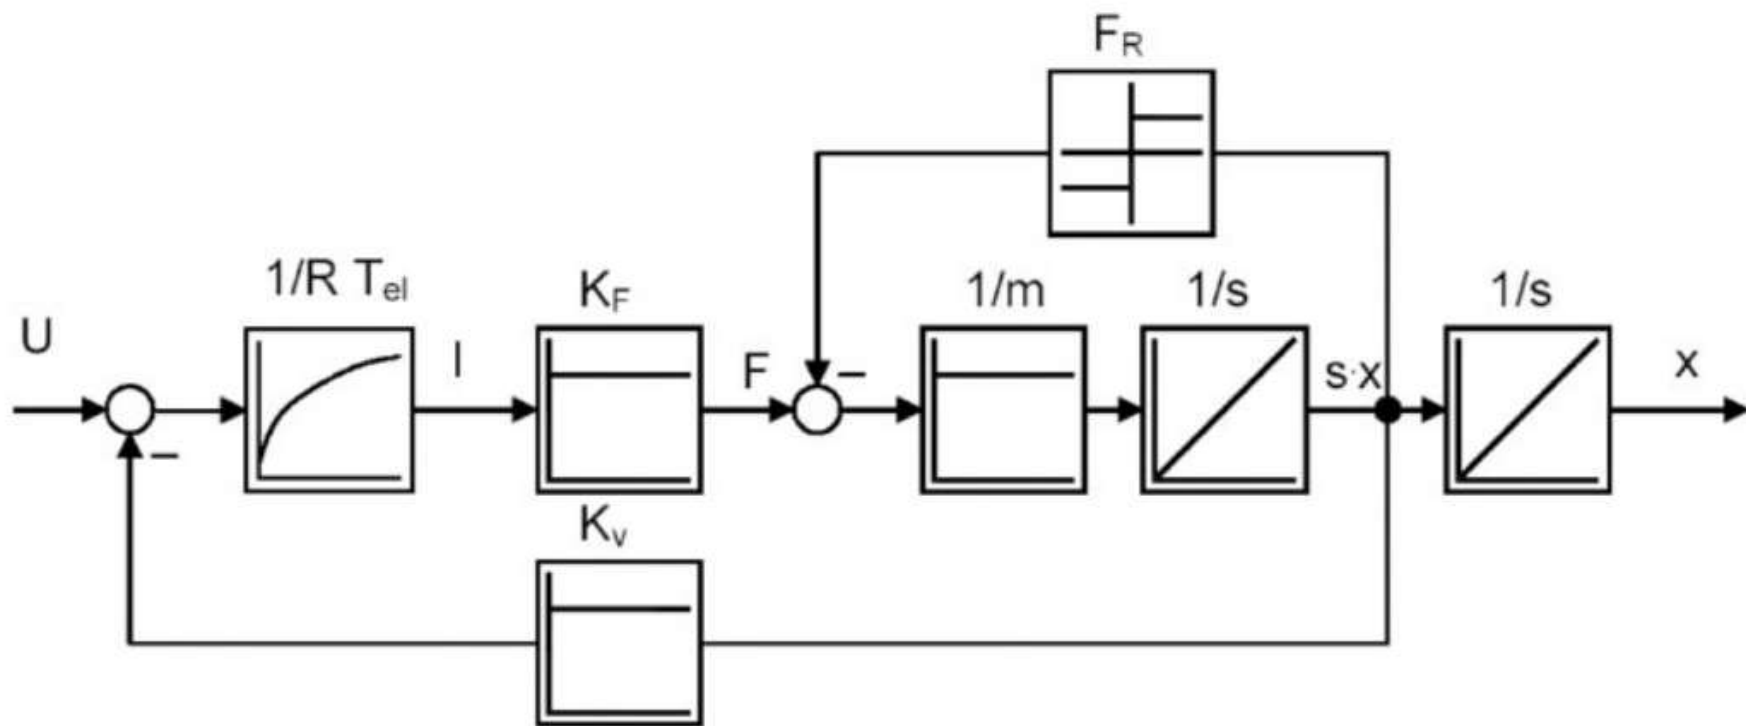 F_R
1/R T_el
K_F
1/m
1/s
1/s
U
I
F
−
s·x
x
−
K_v